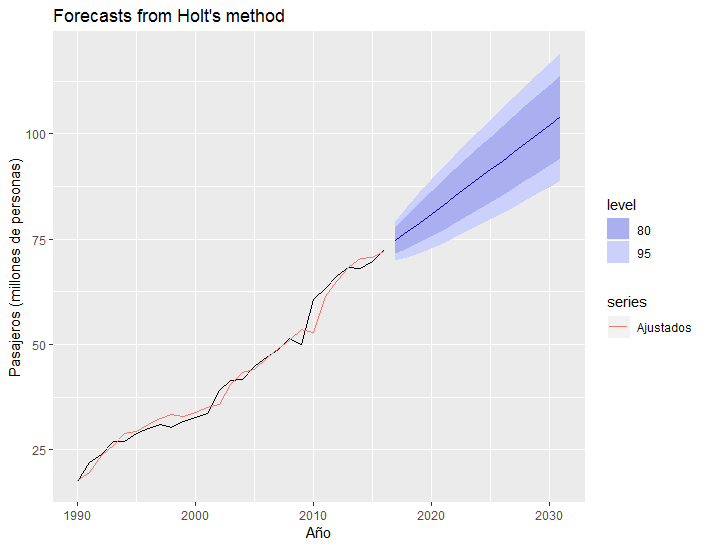 Forecasts from Holt's method
Pasajeros (millones de personas)
100
75
50
25
1990
2000
2010
2020
2030
Año
level
80
95
series
Ajustados